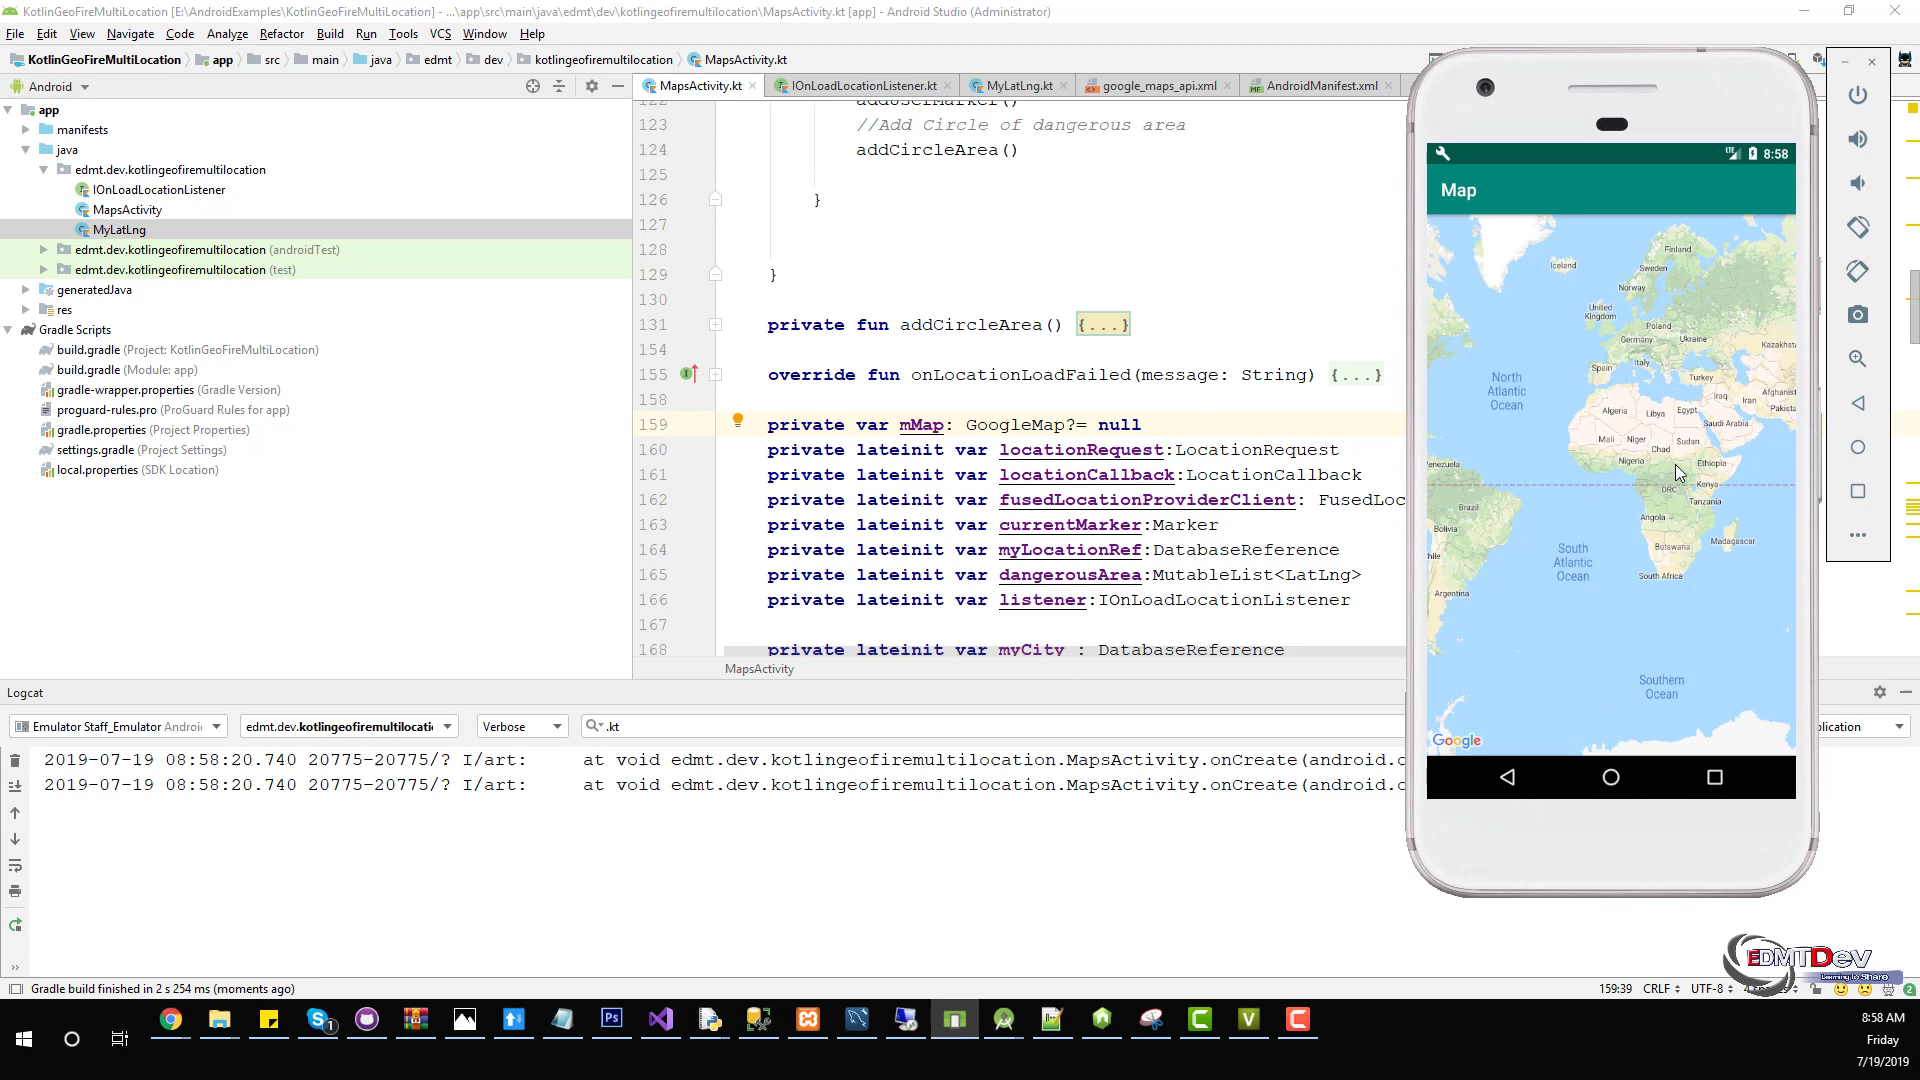 KotlinGeoFireMultiLocation [E:\AndroidExamples\KotlinGeoFireMultiLocation] - ...\app\src\main\java\edmt\dev\kotlingeofiremultilocation\MapsActivity.kt [app] - Android Studio (Administrator)
File Edit View Navigate Code Analyze Refactor Build Run Tools VCS Window Help
KotlinGeoFireMultiLocation app src main java edmt dev kotlingeofiremultilocation MapsActivity.kt
Android
MapsActivity.kt IOnLoadLocationListener.kt MyLatLng.kt google_maps_api.xml AndroidManifest.xml
app
manifests
java
edmt.dev.kotlingeofiremultilocation
IOnLoadLocationListener
MapsActivity
MyLatLng
edmt.dev.kotlingeofiremultilocation (androidTest)
edmt.dev.kotlingeofiremultilocation (test)
generatedJava
res
Gradle Scripts
build.gradle (Project: KotlinGeoFireMultiLocation)
build.gradle (Module: app)
gradle-wrapper.properties (Gradle Version)
proguard-rules.pro (ProGuard Rules for app)
gradle.properties (Project Properties)
settings.gradle (Project Settings)
local.properties (SDK Location)
122 addUserMarker()
123 //Add Circle of dangerous area
124 addCircleArea()
125
126 }
127
128
129 }
130
131 private fun addCircleArea() {...}
154
155 override fun onLocationLoadFailed(message: String) {...}
158
159 private var mMap: GoogleMap?= null
160 private lateinit var locationRequest:LocationRequest
161 private lateinit var locationCallback:LocationCallback
162 private lateinit var fusedLocationProviderClient: FusedLoc
163 private lateinit var currentMarker:Marker
164 private lateinit var myLocationRef:DatabaseReference
165 private lateinit var dangerousArea:MutableList<LatLng>
166 private lateinit var listener:IOnLoadLocationListener
167
168 private lateinit var myCity : DatabaseReference
MapsActivity
8:58
Map
Iceland
Finland
Sweden
Norway
United
Kingdom
Poland
Germany
Ukraine
Kazakhsta
Italy
Spain
Turkey
North
Atlantic
Ocean
Iraq
Iran
Afghanistan
Pakistan
Algeria
Libya
Egypt
Saudi Arabia
Mali
Niger
Sudan
Chad
Nigeria
Ethiopia
enezuela
DRC
Kenya
Tanzania
Brazil
Angola
Bolivia
Botswana
Madagascar
hile
South
Atlantic
Ocean
South Africa
Argentina
Southern
Ocean
Google
Logcat
Emulator Staff_Emulator Androi edmt.dev.kotlingeofiremultilocatic Verbose .kt plication
2019-07-19 08:58:20.740 20775-20775/? I/art: at void edmt.dev.kotlingeofiremultilocation.MapsActivity.onCreate(android.c
2019-07-19 08:58:20.740 20775-20775/? I/art: at void edmt.dev.kotlingeofiremultilocation.MapsActivity.onCreate(android.c
EDMTDev
Learning to Share
Gradle build finished in 2 s 254 ms (moments ago) 159:39 CRLF UTF-8
8:58 AM
Friday
7/19/2019